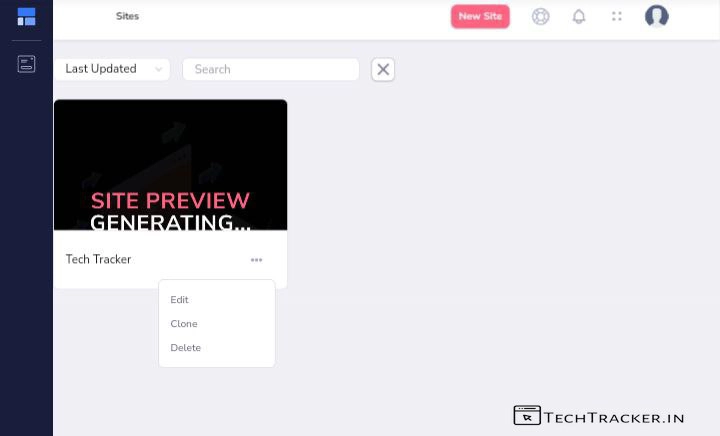 Sites
New Site
Last Updated
Search
SITE PREVIEW
GENERATING...
Tech Tracker
Edit
Clone
Delete
TECHTRACKER.IN